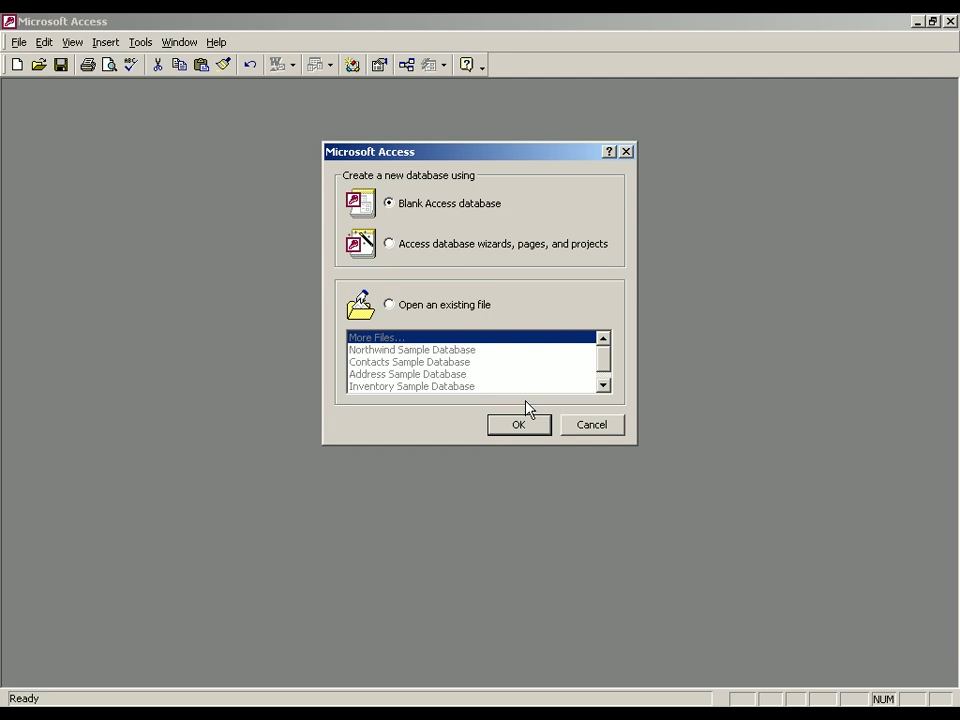 Microsoft Access
File Edit View Insert Tools Window Help
Microsoft Access
Create a new database using
Blank Access database
Access database wizards, pages, and projects
Open an existing file
More Files...
Northwind Sample Database
Contacts Sample Database
Address Sample Database
Inventory Sample Database
OK Cancel
Ready NUM